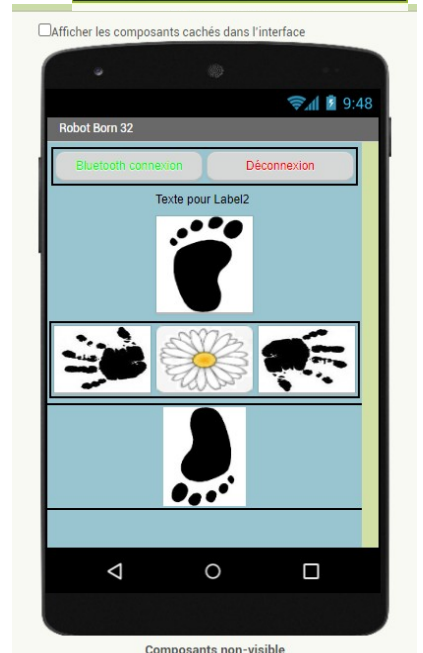 Afficher les composants cachés dans l'interface
9:48
Robot Born 32
Bluetooth connexion
Déconnexion
Texte pour Label2
Composants non-visible